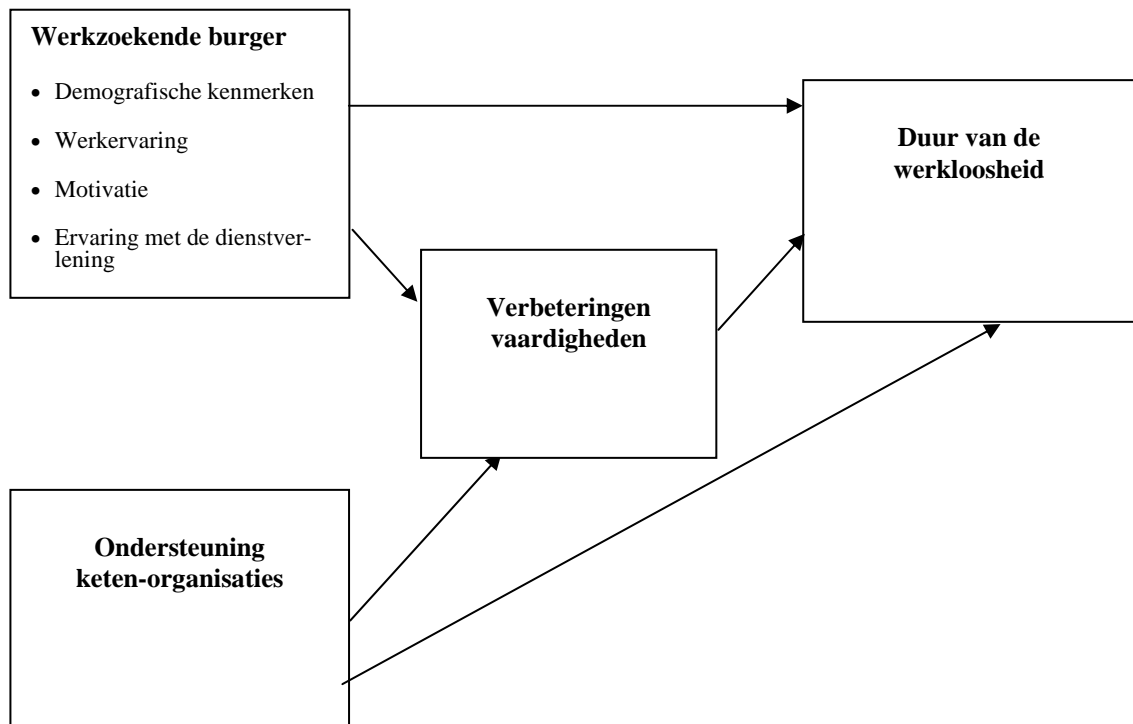 Werkzoekende burger
• Demografische kenmerken
• Werkervaring
• Motivatie
• Ervaring met de dienstver-
lening
Duur van de
werkloosheid
Verbeteringen
vaardigheden
Ondersteuning
keten-organisaties